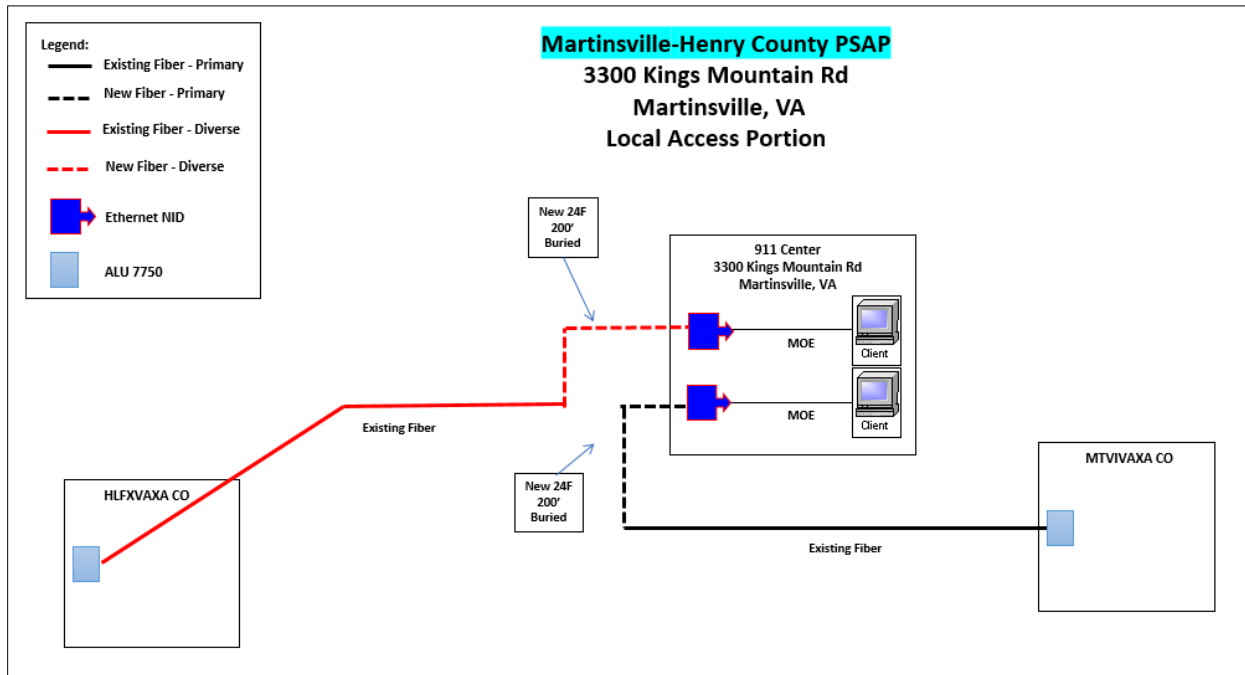 Martinsville-Henry County PSAP
3300 Kings Mountain Rd
Martinsville, VA
Local Access Portion
Legend:
Existing Fiber - Primary
New Fiber - Primary
Existing Fiber - Diverse
New Fiber - Diverse
Ethernet NID
ALU 7750
New 24F
200’
Buried
911 Center
3300 Kings Mountain Rd
Martinsville, VA
MOE
Client
MOE
Client
Existing Fiber
New 24F
200’
Buried
HLFXVAXA CO
MTVIVAXA CO
Existing Fiber